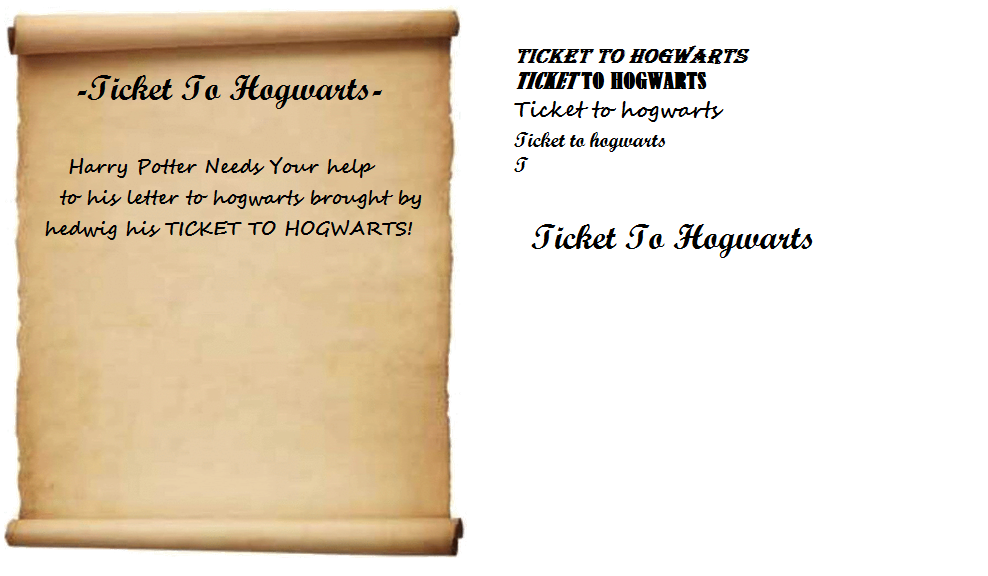 -Ticket To Hogwarts-
Harry Potter Needs Your help
to his letter to hogwarts brought by
hedwig his TICKET TO HOGWARTS!
TICKET TO HOGWARTS
TICKET TO HOGWARTS
Ticket to hogwarts
Ticket to hogwarts
T
Ticket To Hogwarts